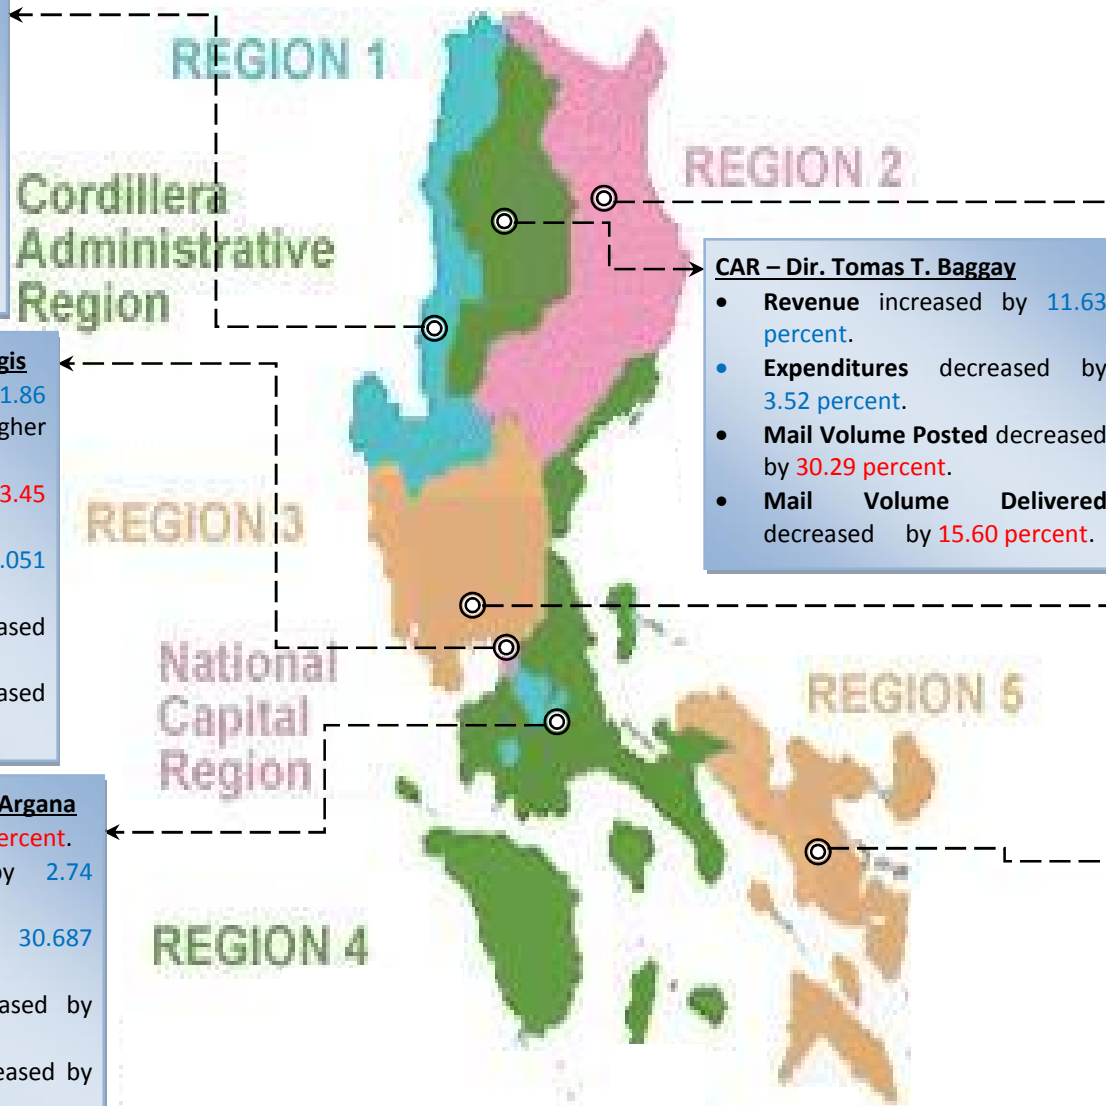 REGION 1
REGION 2
Cordillera
Administrative
Region
CAR – Dir. Tomas T. Baggay
• Revenue increased by 11.63
percent.
• Expenditures decreased by
3.52 percent.
• Mail Volume Posted decreased
by 30.29 percent.
• Mail Volume Delivered
decreased by 15.60 percent.
gis
1.86
gher
3.45
.051
ased
ased
REGION 3
National
Capital
Region
REGION 5
Argana
ercent.
by 2.74
30.687
ased by
eased by
REGION 4